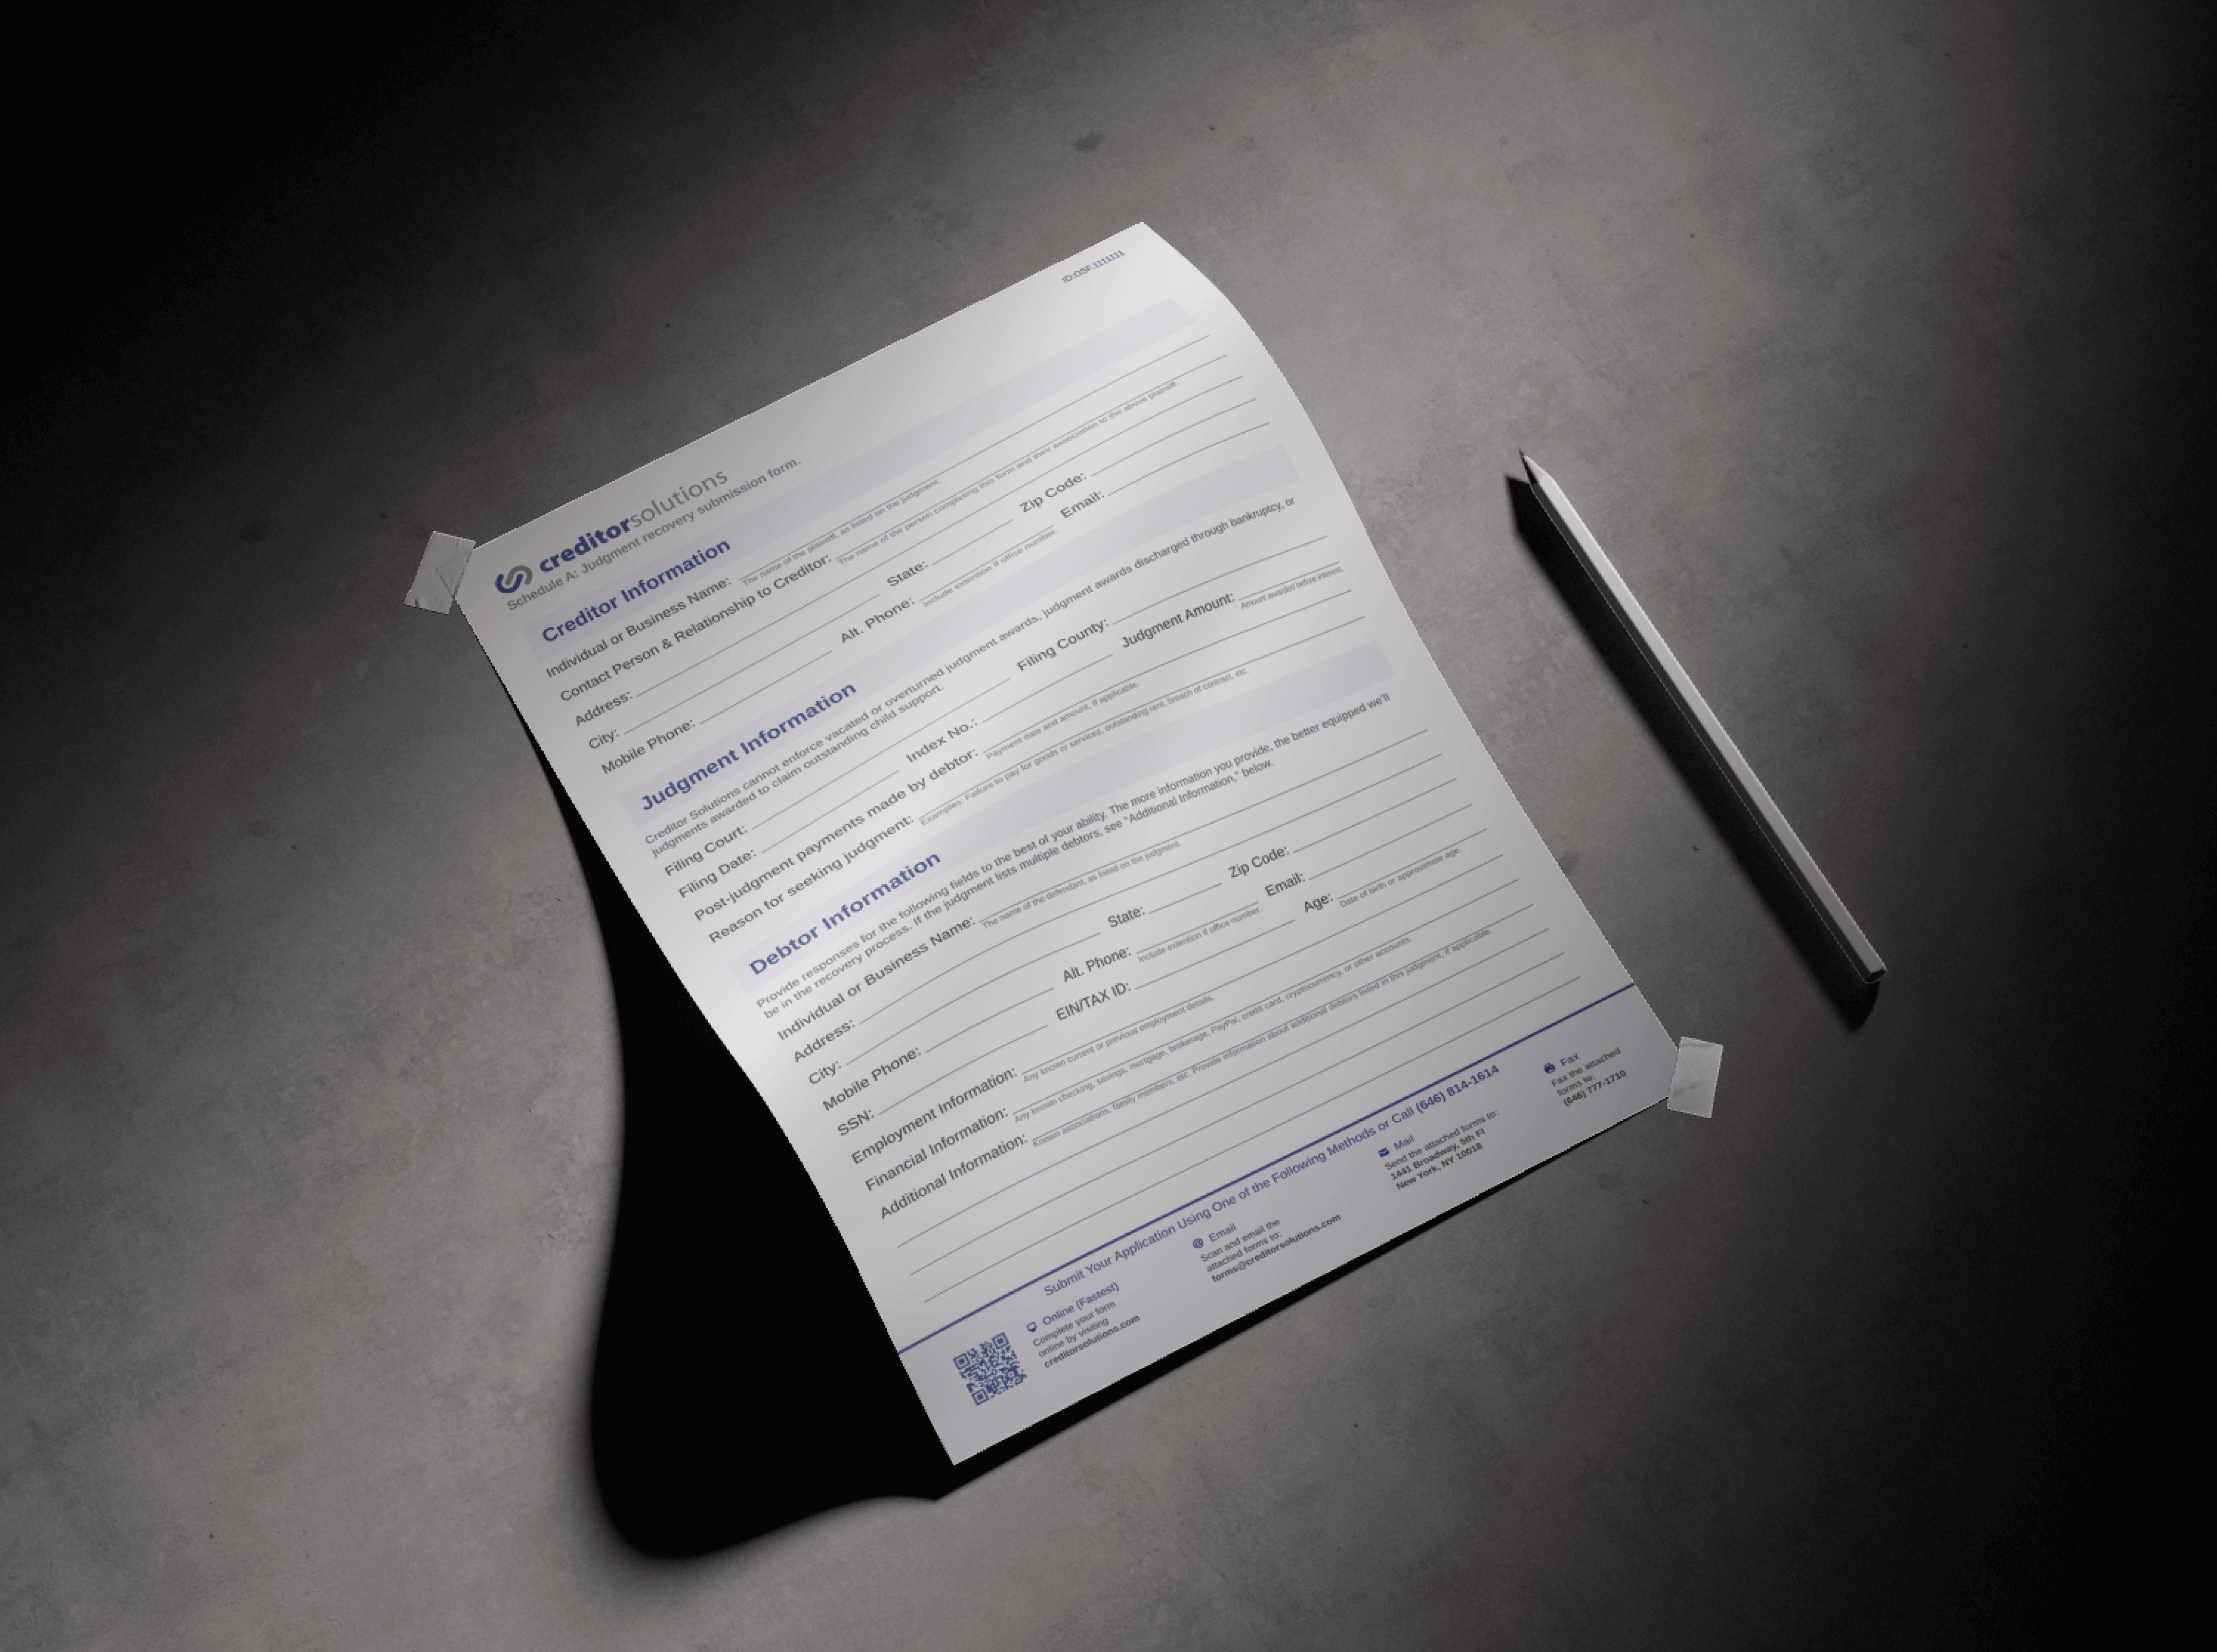 ID:OSF.1111111
creditorsolutions
Schedule A: Judgment recovery submission form.
Creditor Information
Individual or Business Name:
The name of the plaintiff, as listed on the judgment.
Contact Person & Relationship to Creditor:
The name of the person completing this form and their association to the above plaintiff.
Address:
City: State: Zip Code:
Mobile Phone: Alt. Phone: Email:
Include extention if office number.
Judgment Information
Creditor Solutions cannot enforce vacated or overturned judgment awards, judgment awards discharged through bankruptcy, or
judgments awarded to claim outstanding child support.
Filing Court: Filing County:
Filing Date: Index No.: Judgment Amount:
Amount awarded before interest.
Post-judgment payments made by debtor:
Payment date and amount, if applicable.
Reason for seeking judgment:
Examples: Failure to pay for goods or services, outstanding rent, breach of contract, etc.
Debtor Information
Provide responses for the following fields to the best of your ability. The more information you provide, the better equipped we'll
be in the recovery process. If the judgment lists multiple debtors, see "Additional Information," below.
Individual or Business Name:
The name of the defendant, as listed on the judgment.
Address:
City: State: Zip Code:
Mobile Phone: Alt. Phone: Email:
Include extention if office number.
SSN: EIN/TAX ID: Age:
Date of birth or approximate age.
Employment Information:
Any known current or previous employment details.
Financial Information:
Any known checking, savings, mortgage, brokerage, PayPal, credit card, cryptocurrency, or other accounts.
Additional Information:
Known associations, family members, etc. Provide information about additional debtors listed in this judgment, if applicable
Submit Your Application Using One of the Following Methods or Call (646) 814-1614
Online (Fastest)
Complete your form
online by visiting
creditorsolutions.com
Email
Scan and email the
attached forms to:
forms@creditorsolutions.com
Mail
Send the attached forms to:
1441 Broadway, 5th Fl
New York, NY 10018
Fax
Fax the attached
forms to:
(646) 777-1710